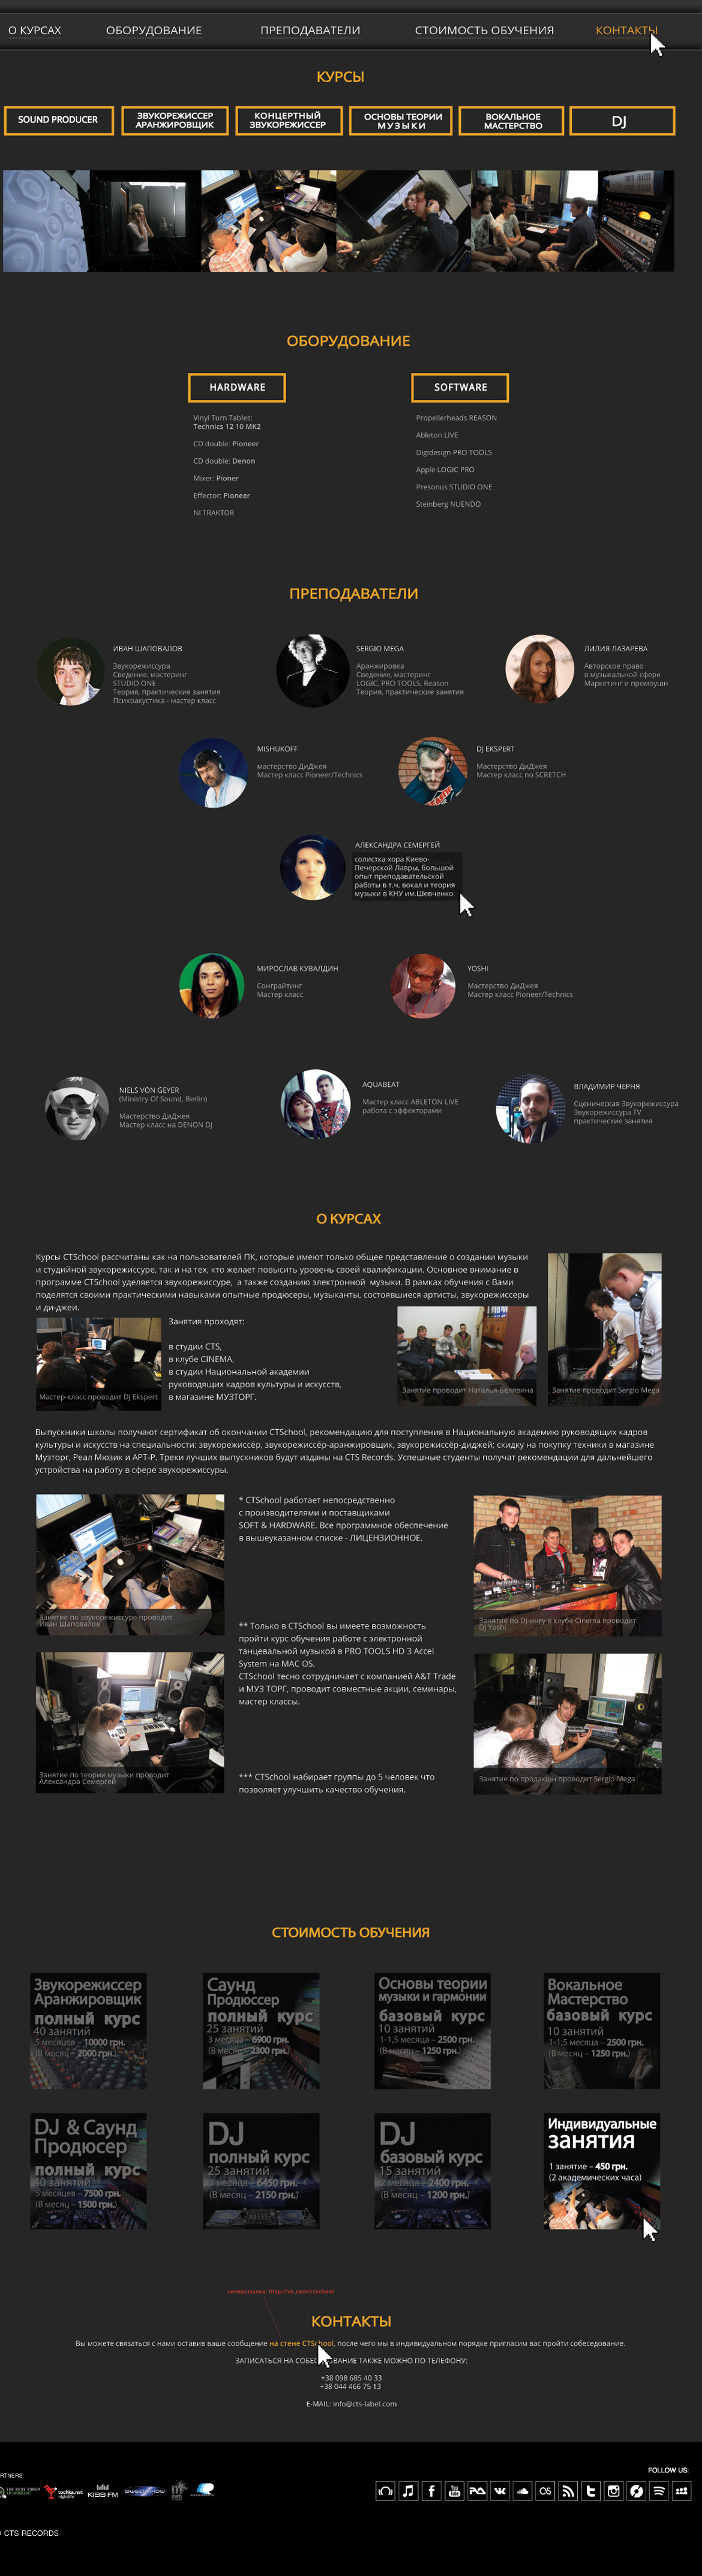 О КУРСАХ
ОБОРУДОВАНИЕ
ПРЕПОДАВАТЕЛИ
СТОИМОСТЬ ОБУЧЕНИЯ
КОНТАКТЫ
КУРСЫ
SOUND PRODUCER
ЗВУКОРЕЖИССЕР
АРАНЖИРОВЩИК
КОНЦЕРТНЫЙ
ЗВУКОРЕЖИССЕР
ОСНОВЫ ТЕОРИИ
МУЗЫКИ
ВОКАЛЬНОЕ
МАСТЕРСТВО
DJ
ОБОРУДОВАНИЕ
HARDWARE
Vinyl Turn Tables:
Technics 12 10 MK2
CD double: Pioneer
CD double: Denon
Mixer: Pioner
Effector: Pioneer
NI TRAKTOR
SOFTWARE
Propellerheads REASON
Ableton LIVE
Digidesign PRO TOOLS
Apple LOGIC PRO
Presonus STUDIO ONE
Steinberg NUENDO
ПРЕПОДАВАТЕЛИ
ИВАН ШАПОВАЛОВ
Звукорежиссура
Сведение, мастеринг
STUDIO ONE
Теория, практические занятия
Психоакустика - мастер класс
SERGIO MEGA
Аранжировка
Сведение, мастеринг
LOGIC, PRO TOOLS, Reason
Теория, практические занятия
ЛИЛИЯ ЛАЗАРЕВА
Авторское право
в музыкальной сфере
Маркетинг и промоушн
MISHUKOFF
мастерство ДиДжея
Мастер класс Pioneer/Technics
DJ EKSPERT
Мастерство ДиДжея
Мастер класс по SCRETCH
АЛЕКСАНДРА СЕМЕРГЕЙ
солистка хора Киево-
Печерской Лавры, большой
опыт преподавательской
работы в т.ч. вокал и теория
музыки в КНУ им.Шевченко
МИРОСЛАВ КУВАЛДИН
Сонграйтинг
Мастер класс
YOSHI
Мастерство ДиДжея
Мастер класс Pioneer/Technics
NIELS VON GEYER
(Ministry Of Sound, Berlin)
Мастерство ДиДжея
Мастер класс на DENON DJ
AQUABEAT
Мастер класс ABLETON LIVE
работа с эффекторами
ВЛАДИМИР ЧЕРНЯ
Сценическая Звукорежиссура
Звукорежиссура TV
практические занятия
О КУРСАХ
Курсы CTSchool рассчитаны как на пользователей ПК, которые имеют только общее представление о создании музыки
и студийной звукорежиссуре, так и на тех, кто желает повысить уровень своей квалификации. Основное внимание в
программе CTSchool уделяется звукорежиссуре, а также созданию электронной музыки. В рамках обучения с Вами
поделятся своими практическими навыками опытные продюсеры, музыканты, состоявшиеся артисты, звукорежиссеры
и ди-джеи.
Занятия проходят:
в студии CTS,
в клубе CINEMA,
в студии Национальной академии
руководящих кадров культуры и искусств,
в магазине МУЗТОРГ.
Мастер-класс проводит DJ Ekspert
Занятие проводит Наталья-Белявина
Занятие проводит Sergio Mega
Выпускники школы получают сертификат об окончании CTSchool, рекомендацию для поступления в Национальную академию руководящих кадров
культуры и искусств на специальности: звукорежиссёр, звукорежиссёр-аранжировщик, звукорежиссёр-диджей; скидку на покупку техники в магазине
Музторг, Реал Мюзик и АРТ-Р. Треки лучших выпускников будут изданы на CTS Records. Успешные студенты получат рекомендации для дальнейшего
устройства на работу в сфере звукорежиссуры.
Занятие по звукорежиссуре проводит
Иван Шаповалов
* CTSchool работает непосредственно
с производителями и поставщиками
SOFT & HARDWARE. Все программное обеспечение
в вышеуказанном списке - ЛИЦЕНЗИОННОЕ.
Занятие по DJ-ингу в клубе Cinema проводит
DJ Yoshi
** Только в CTSchool вы имеете возможность
пройти курс обучения работе с электронной
танцевальной музыкой в PRO TOOLS HD 3 Accel
System на MAC OS.
CTSchool тесно сотрудничает с компанией A&T Trade
и МУЗ ТОРГ, проводит совместные акции, семинары,
мастер классы.
Занятие по теории музыки проводит
Александра Семергей
*** CTSchool набирает группы до 5 человек что
позволяет улучшить качество обучения.
Занятие по продакшн проводит Sergio Mega
СТОИМОСТЬ ОБУЧЕНИЯ
Звукорежиссер
Аранжировщик
полный курс
40 занятий
5 месяцев – 10000 грн.
(В месяц – 2000 грн.)
Саунд
Продюссер
полный курс
25 занятий
3 месяца – 6900 грн.
(В месяц – 2300 грн.)
Основы теории
музыки и гармонии
базовый курс
10 занятий
1-1,5 месяца – 2500 грн.
(В месяц – 1250 грн.)
Вокальное
Мастерство
базовый курс
10 занятий
1-1,5 месяца – 2500 грн.
(В месяц – 1250 грн.)
DJ & Саунд
Продюсер
полный курс
40 занятий
5 месяцев – 7500 грн.
(В месяц – 1500 грн.)
DJ
полный курс
25 занятий
3 месяца – 6450 грн.
(В месяц – 2150 грн.)
DJ
базовый курс
15 занятий
2 месяца – 2400 грн.
(В месяц – 1200 грн.)
Индивидуальные
занятия
1 занятие – 450 грн.
(2 академических часа)
гиперссылка: http://vk.com/ctschool
КОНТАКТЫ
Вы можете связаться с нами оставив ваше сообщение на стене CTSchool, после чего мы в индивидуальном порядке пригласим вас пройти собеседование.
ЗАПИСАТЬСЯ НА СОБЕСЕДОВАНИЕ ТАКЖЕ МОЖНО ПО ТЕЛЕФОНУ:
+38 098 685 40 33
+38 044 466 75 13
E-MAIL: info@cts-label.com
RTNERS:
FOLLOW US:
tochka.net
nightlife
KISS FM
You
Tube
CTS RECORDS